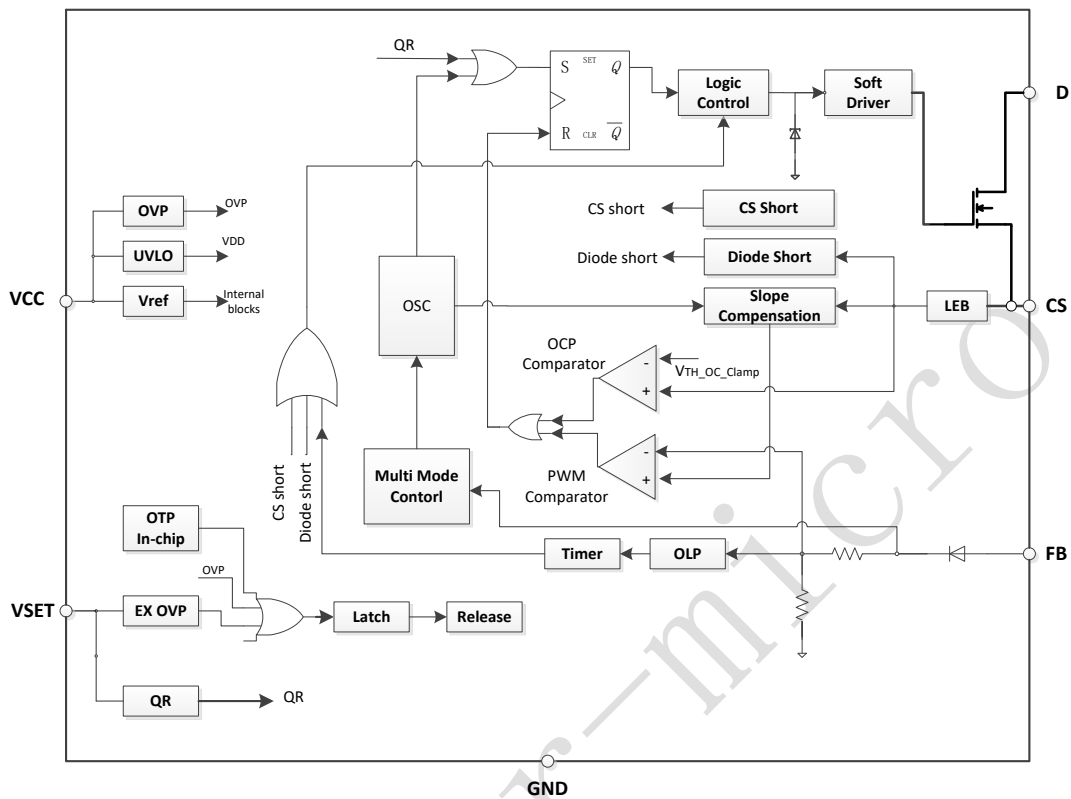 QR
S
SET
Q
R
CLR
Q
Logic
Control
Soft
Driver
D
OVP
OVP
UVLO
VDD
Vref
Internal
blocks
VCC
CS short
CS Short
Diode short
Diode Short
OSC
Slope
Compensation
LEB
CS
OCP
Comparator
-
+
VTH_OC_Clamp
PWM
Comparator
-
+
CS short
Diode short
Multi Mode
Contorl
OTP
In-chip
OVP
Timer
OLP
FB
VSET
EX OVP
Latch
Release
QR
QR
GND
r-micro